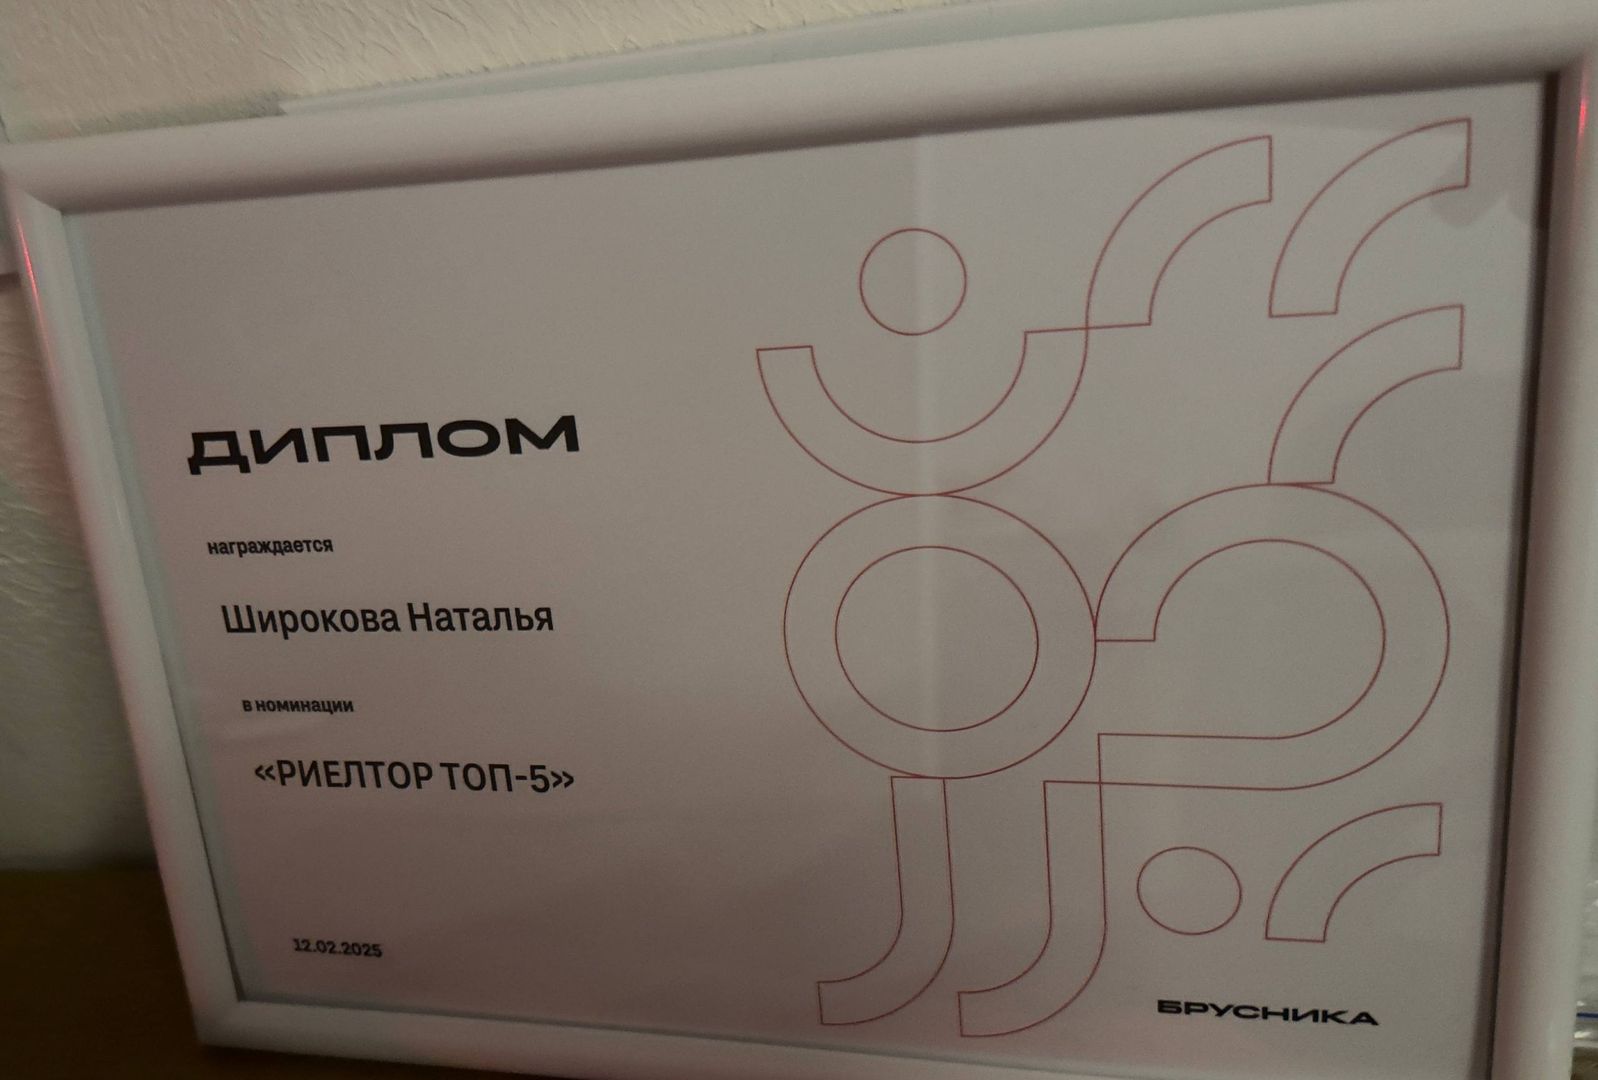 ДИПЛОМ
награждается
Широкова Наталья
в номинации
«РИЕЛТОР ТОП-5»
12.02.2025
БРУСНИКА